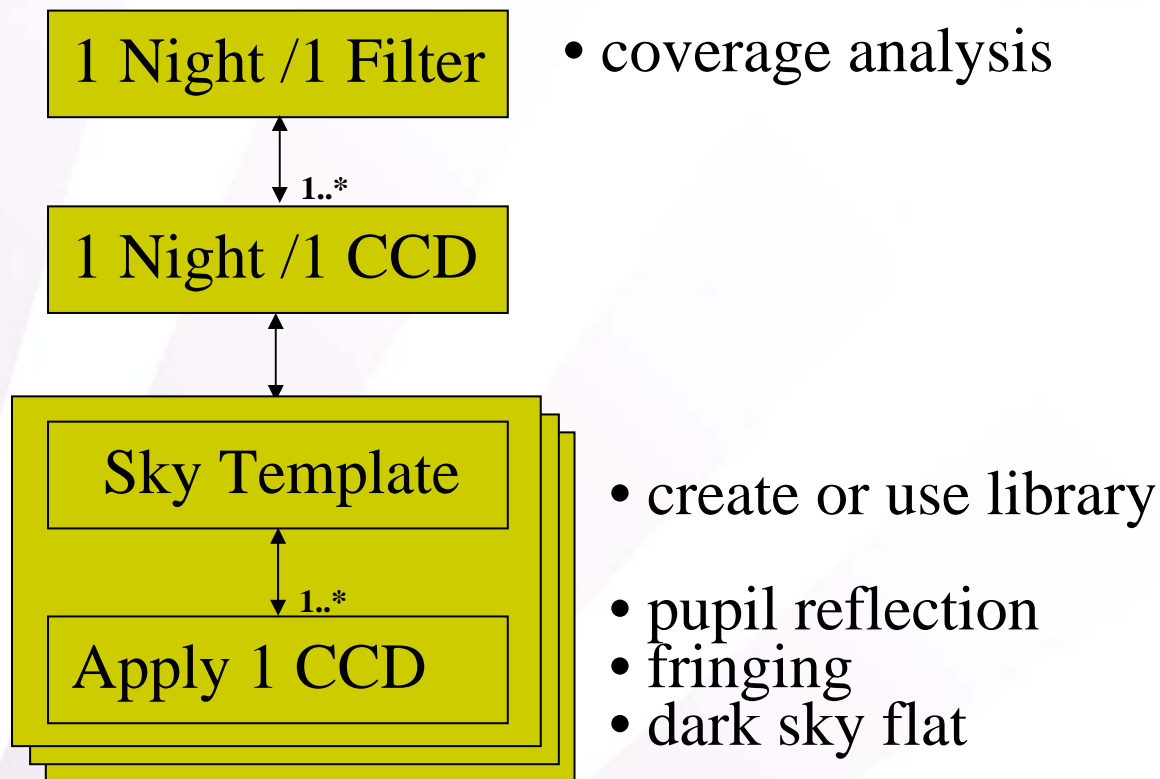 1 Night /1 Filter
• coverage analysis
1..*
1 Night /1 CCD
Sky Template
• create or use library
1..*
Apply 1 CCD
• pupil reflection
• fringing
• dark sky flat